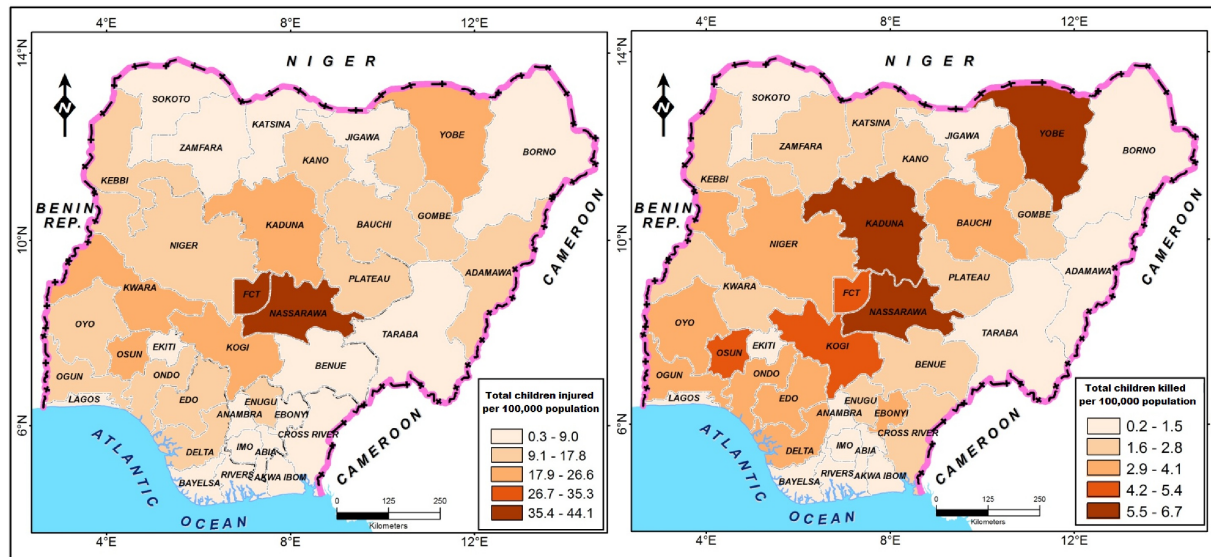 4°E
8°E
12°E
14°N
10°N
6°N
N
NIGER
BENIN
REP.
CAMEROON
CAMEROON
ATLANTIC
OCEAN
SOKOTO
KATSINA
JIGAWA
YOBE
ZAMFARA
KANO
BORNO
KEBBI
GOMBE
KADUNA
BAUCHI
NIGER
PLATEAU
ADAMAWA
KWARA
FCT
NASSARAWA
OYO
TARABA
OSUN
EKITI
KOGI
BENUE
OGUN
ONDO
LAGOS
EDO
ENUGU
ANAMBRA
EBONYI
CROSS RIVER
IMO
ABIA
DELTA
RIVERS
AKWA IBOM
BAYELSA
Total children injured
per 100,000 population
0.3 - 9.0
9.1 - 17.8
17.9 - 26.6
26.7 - 35.3
35.4 - 44.1
0 125 250
Kilometers
4°E
8°E
12°E
4°E
8°E
12°E
14°N
10°N
6°N
N
NIGER
BENIN
REP.
CAMEROON
CAMEROON
ATLANTIC
OCEAN
SOKOTO
KATSINA
JIGAWA
YOBE
ZAMFARA
KANO
BORNO
KEBBI
GOMBE
KADUNA
BAUCHI
NIGER
PLATEAU
ADAMAWA
KWARA
FCT
NASSARAWA
OYO
TARABA
OSUN
EKITI
KOGI
BENUE
OGUN
ONDO
LAGOS
EDO
ENUGU
ANAMBRA
EBONYI
CROSS RIVER
IMO
ABIA
DELTA
RIVERS
AKWA IBOM
BAYELSA
Total children killed
per 100,000 population
0.2 - 1.5
1.6 - 2.8
2.9 - 4.1
4.2 - 5.4
5.5 - 6.7
0 125 250
Kilometers
4°E
8°E
12°E